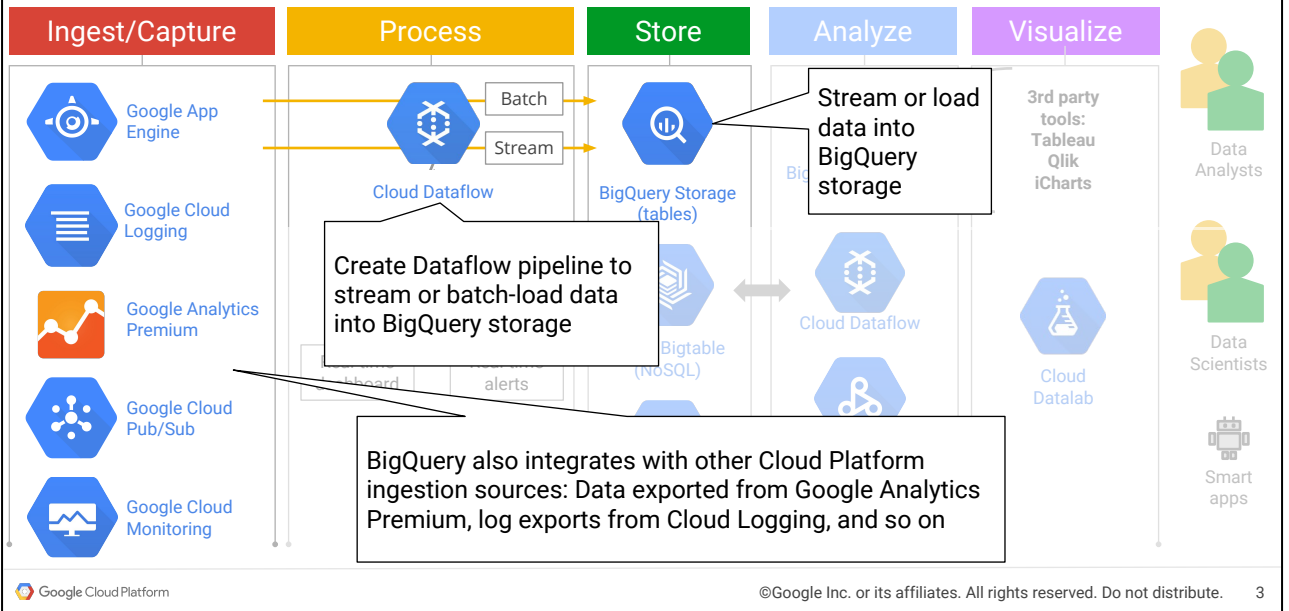 Ingest/Capture
Process
Store
Analyze
Visualize
Google App
Engine
Google Cloud
Logging
Google Analytics
Premium
Google Cloud
Pub/Sub
Google Cloud
Monitoring
Batch
Stream
Cloud Dataflow
Create Dataflow pipeline to
stream or batch-load data
into BigQuery storage
dashboard
alerts
BigQuery Storage
(tables)
Bigtable
(NoSQL)
Stream or load
data into
BigQuery
storage
Big
Cloud Dataflow
BigQuery also integrates with other Cloud Platform
ingestion sources: Data exported from Google Analytics
Premium, log exports from Cloud Logging, and so on
3rd party
tools:
Tableau
Qlik
iCharts
Cloud
Datalab
Data
Analysts
Data
Scientists
Smart
apps
Google Cloud Platform
©Google Inc. or its affiliates. All rights reserved. Do not distribute.
3